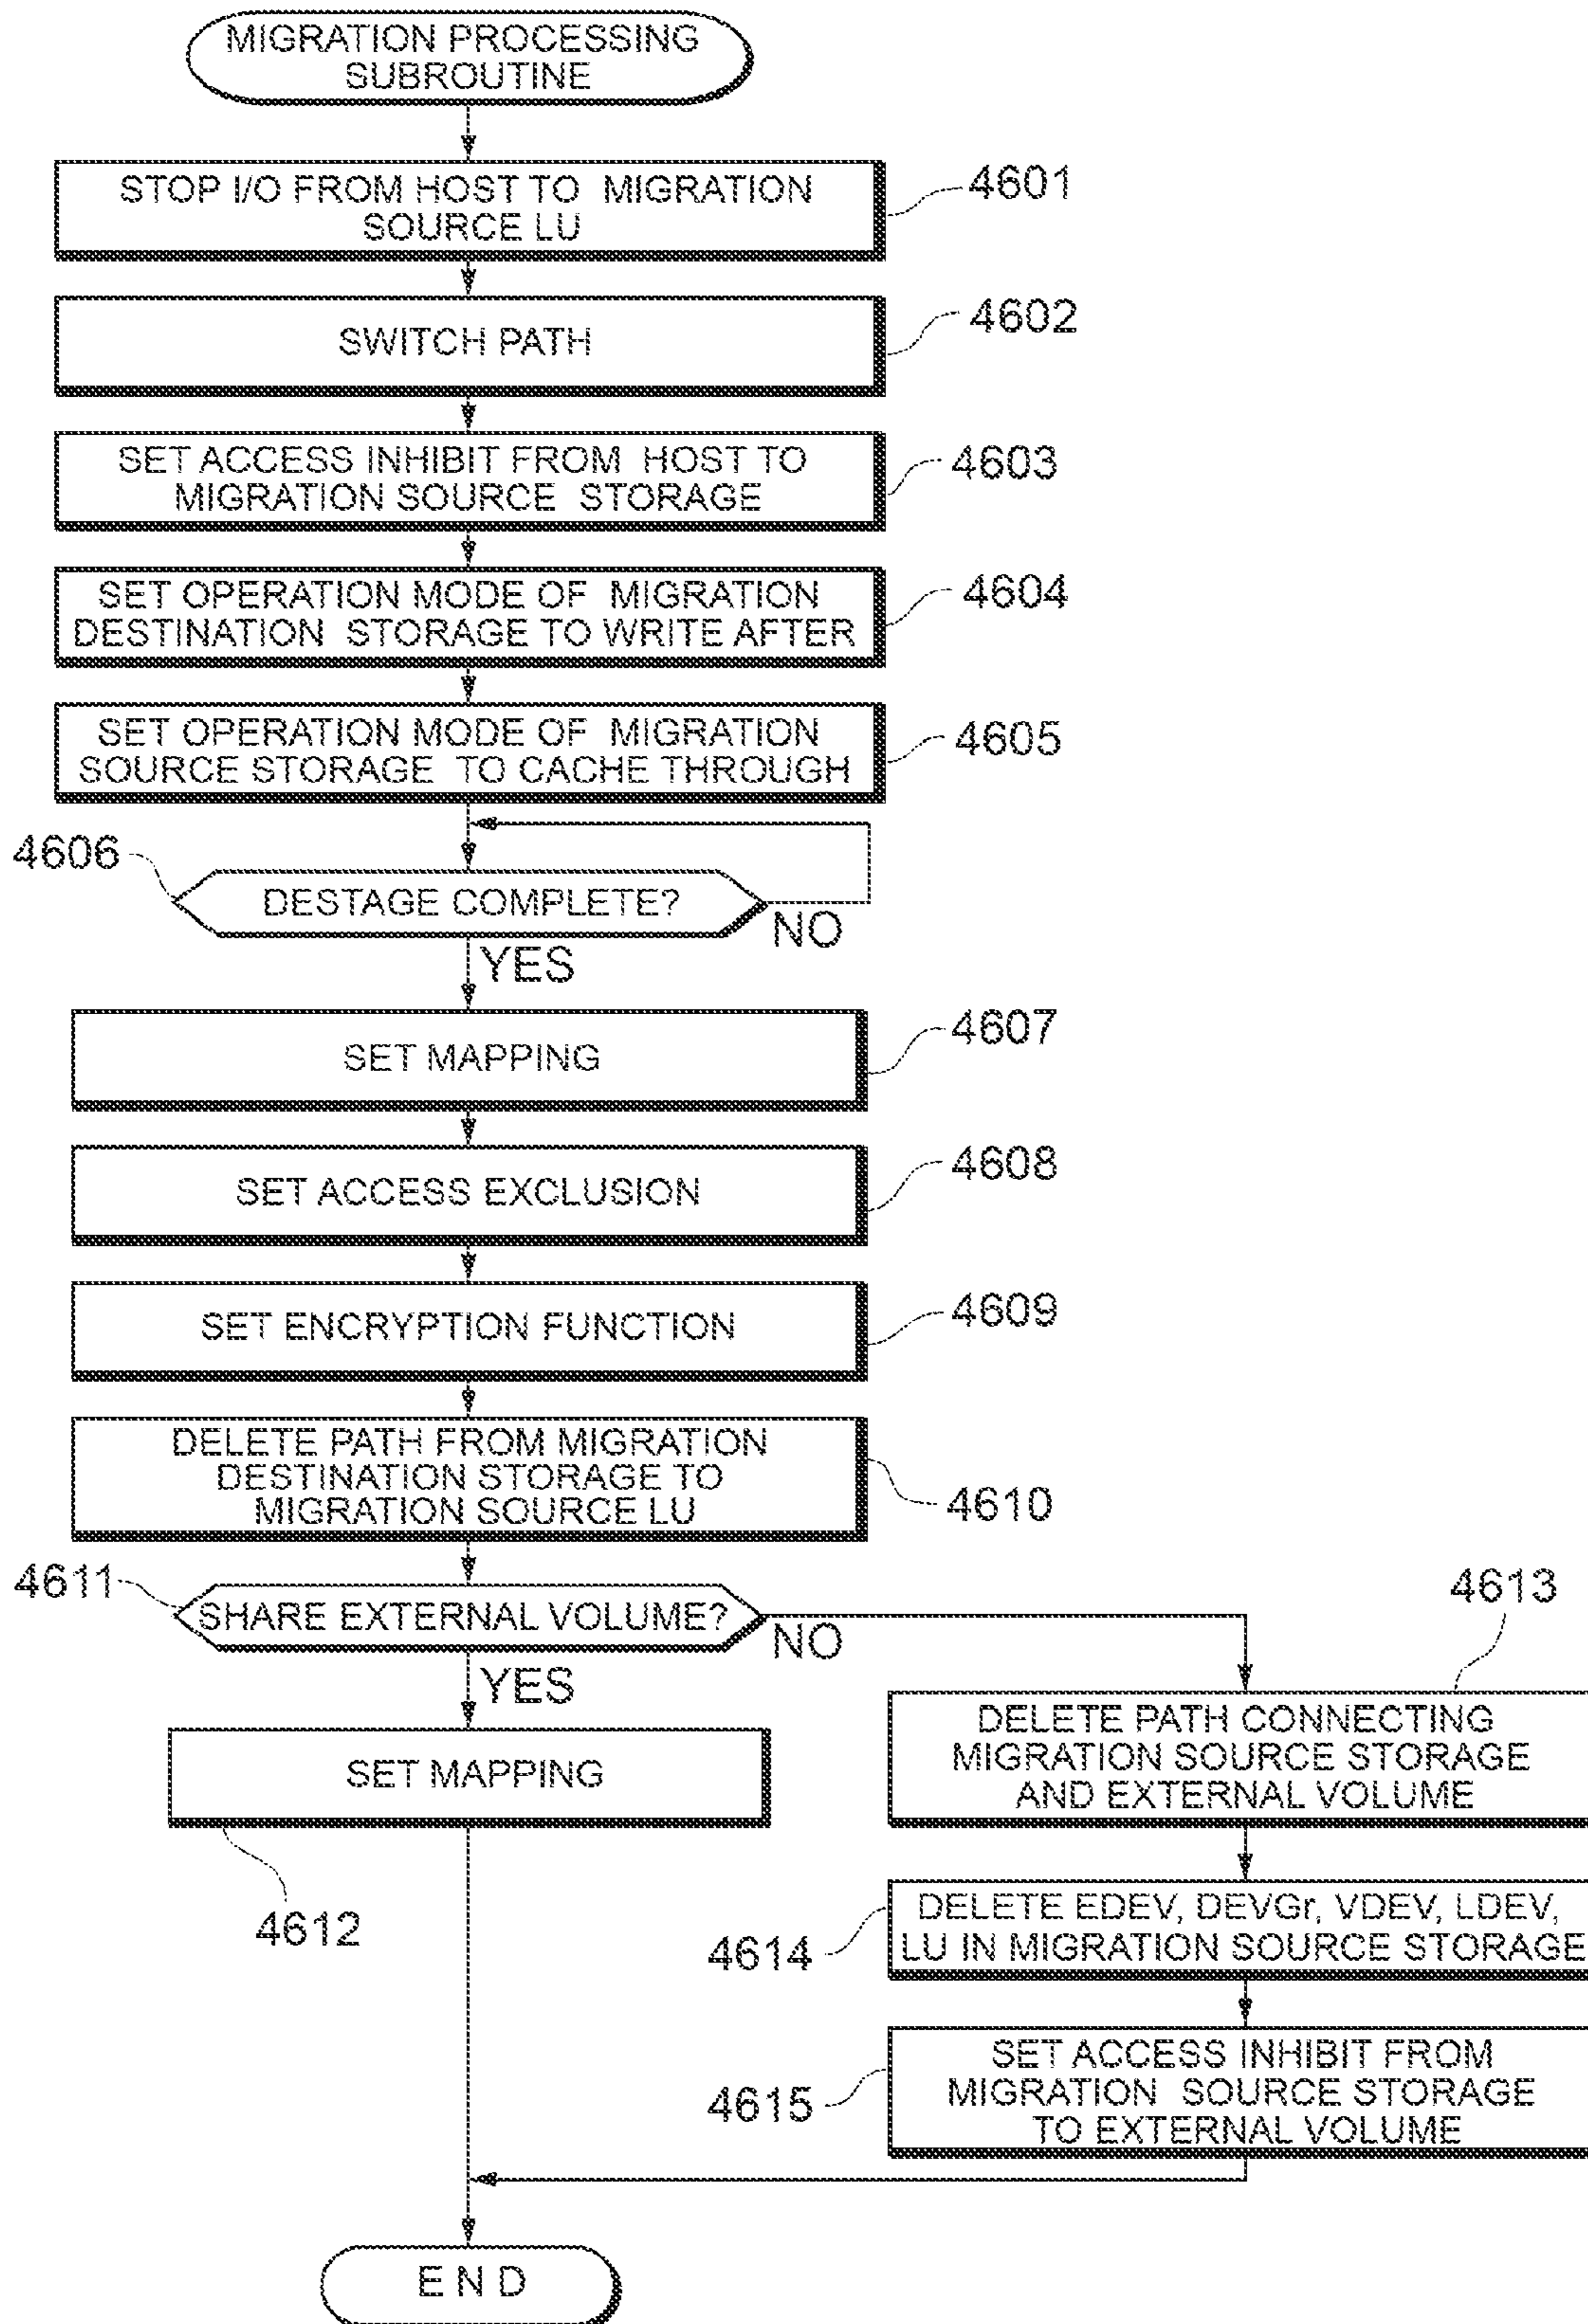 MIGRATION PROCESSING
SUBROUTINE
STOP I/O FROM HOST TO MIGRATION
SOURCE LU
4601
SWITCH PATH
4602
SET ACCESS INHIBIT FROM HOST TO
MIGRATION SOURCE STORAGE
4603
SET OPERATION MODE OF MIGRATION
DESTINATION STORAGE TO WRITE AFTER
4604
SET OPERATION MODE OF MIGRATION
SOURCE STORAGE TO CACHE THROUGH
4605
4606
DESTAGE COMPLETE?
NO
YES
SET MAPPING
4607
SET ACCESS EXCLUSION
4608
SET ENCRYPTION FUNCTION
4609
DELETE PATH FROM MIGRATION
DESTINATION STORAGE TO
MIGRATION SOURCE LU
4610
4611
SHARE EXTERNAL VOLUME?
NO
YES
SET MAPPING
4612
4613
DELETE PATH CONNECTING
MIGRATION SOURCE STORAGE
AND EXTERNAL VOLUME
DELETE EDEV, DEVGr, VDEV, LDEV,
LU IN MIGRATION SOURCE STORAGE
4614
SET ACCESS INHIBIT FROM
MIGRATION SOURCE STORAGE
TO EXTERNAL VOLUME
4615
E N D